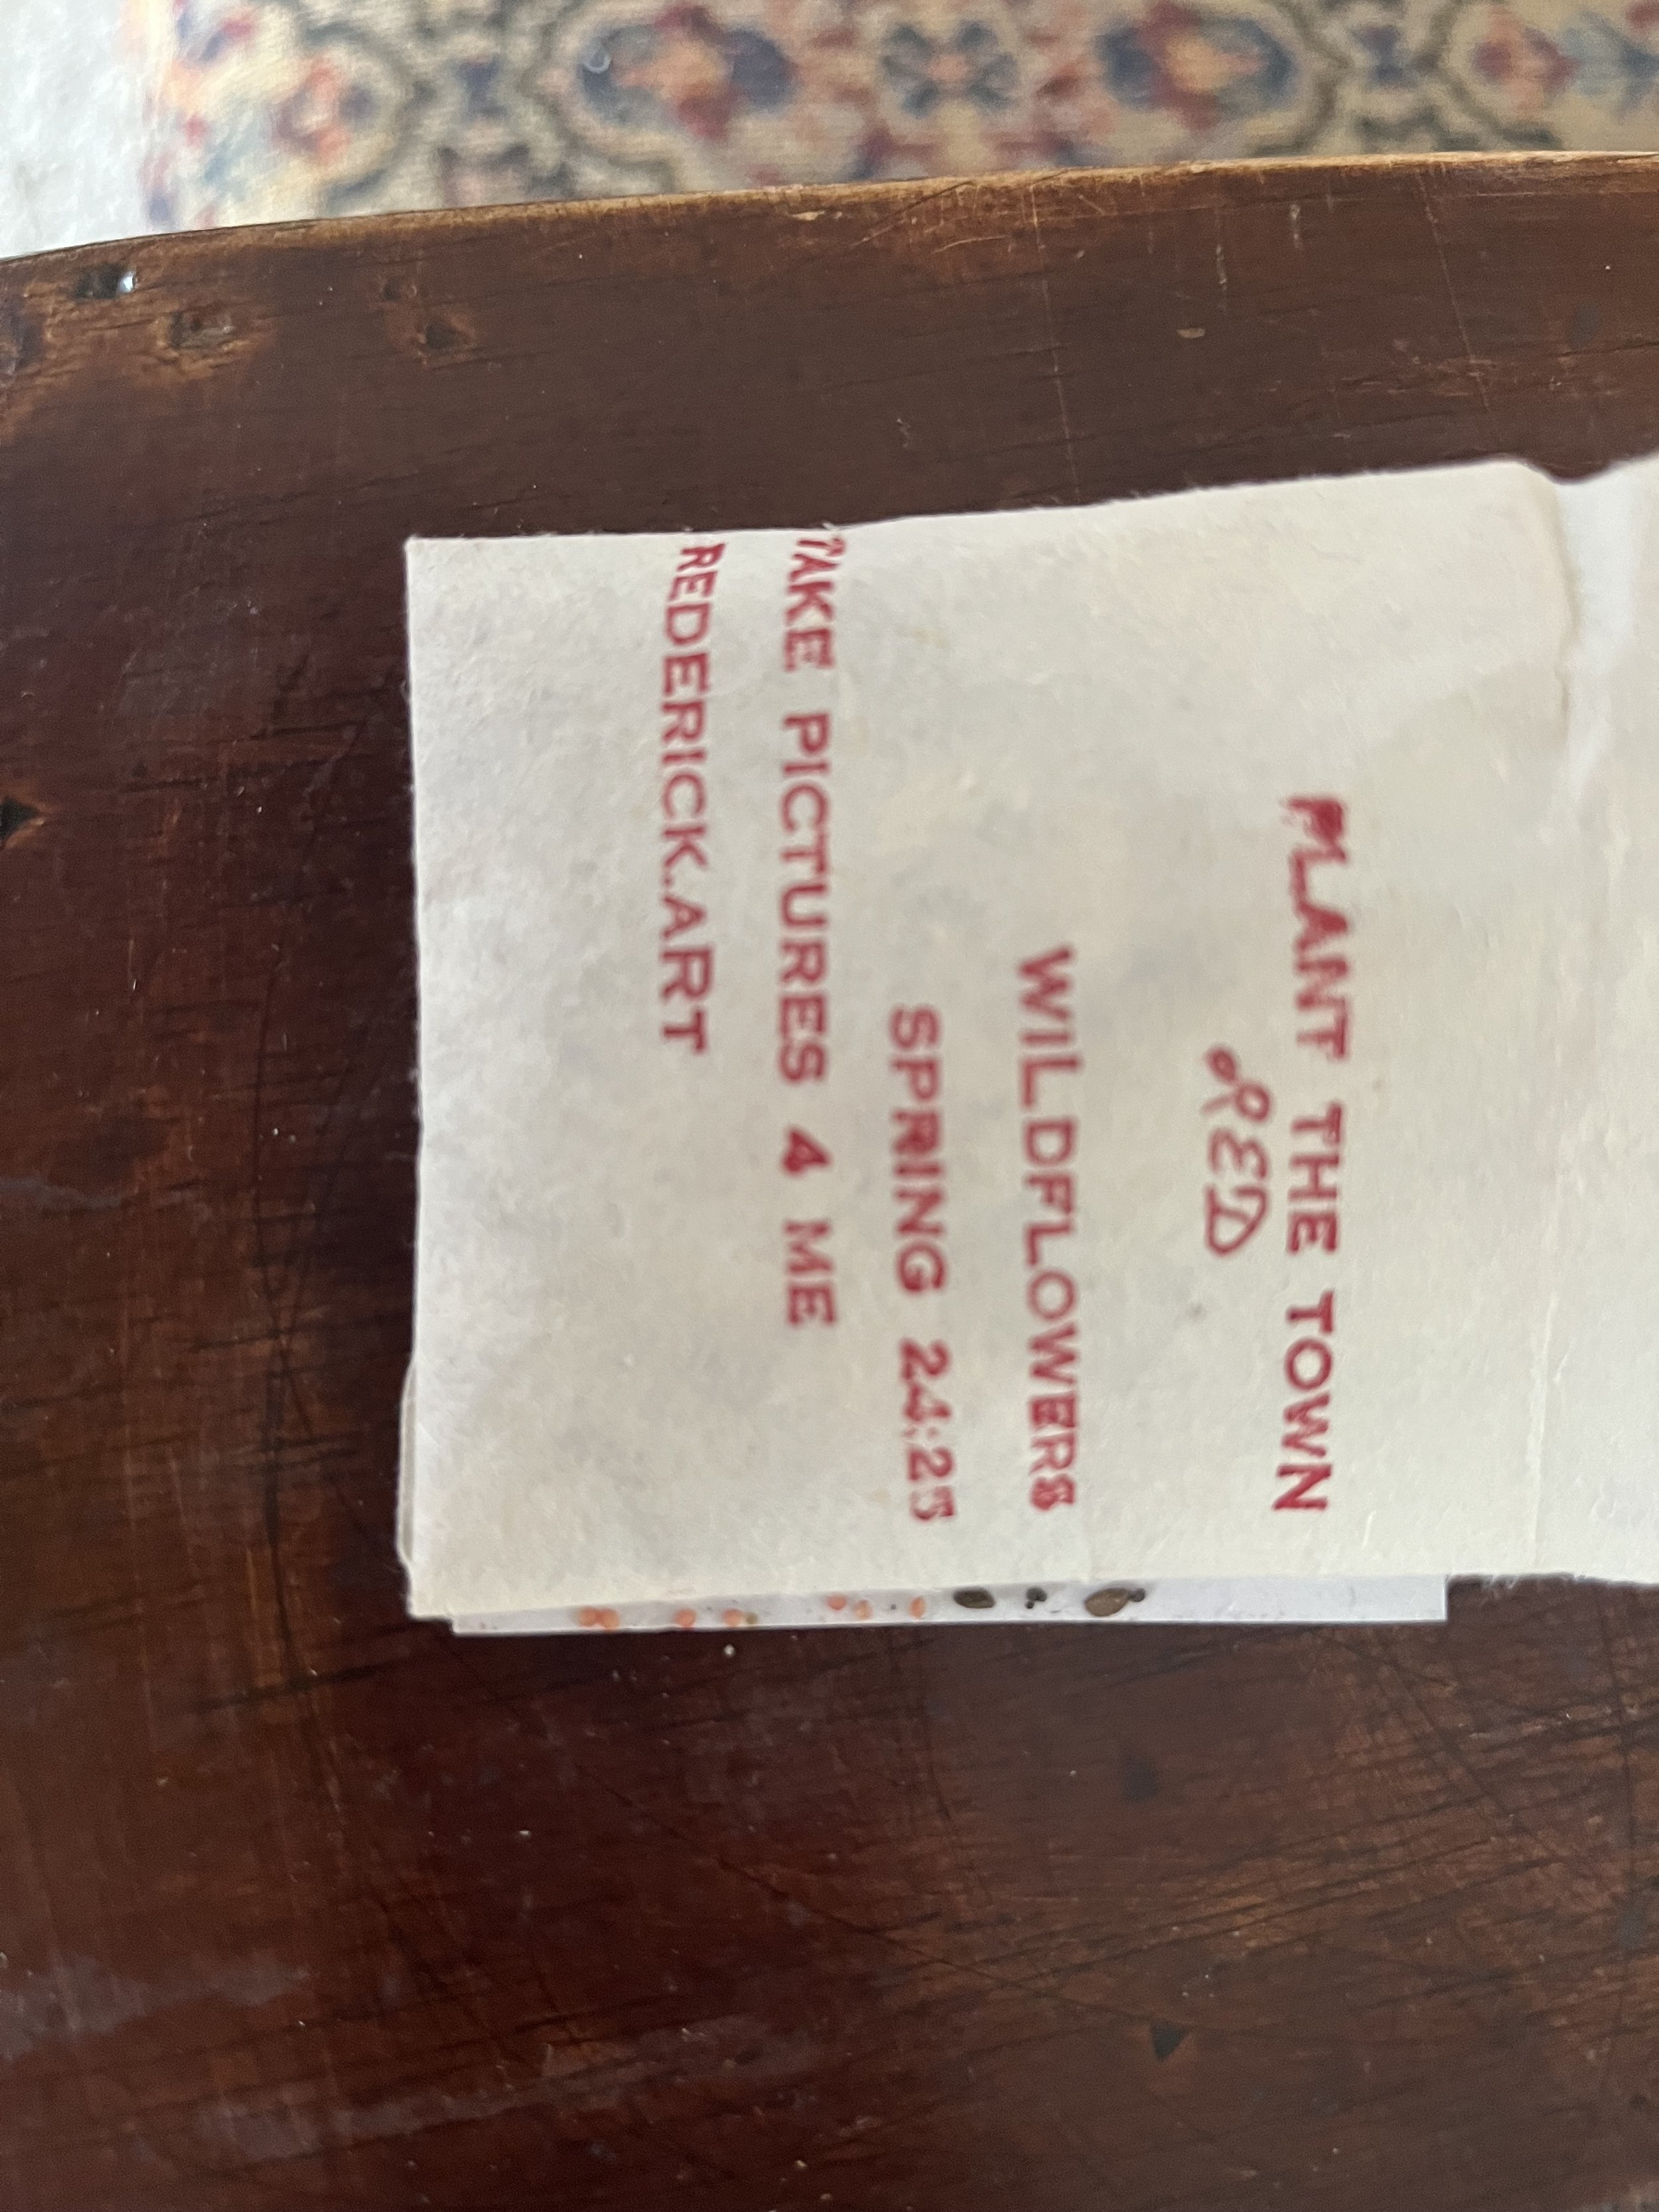 PLANT THE TOWN
RED
WILDFLOWERS
SPRING 24:25
TAKE PICTURES 4 ME
REDERICK.ART